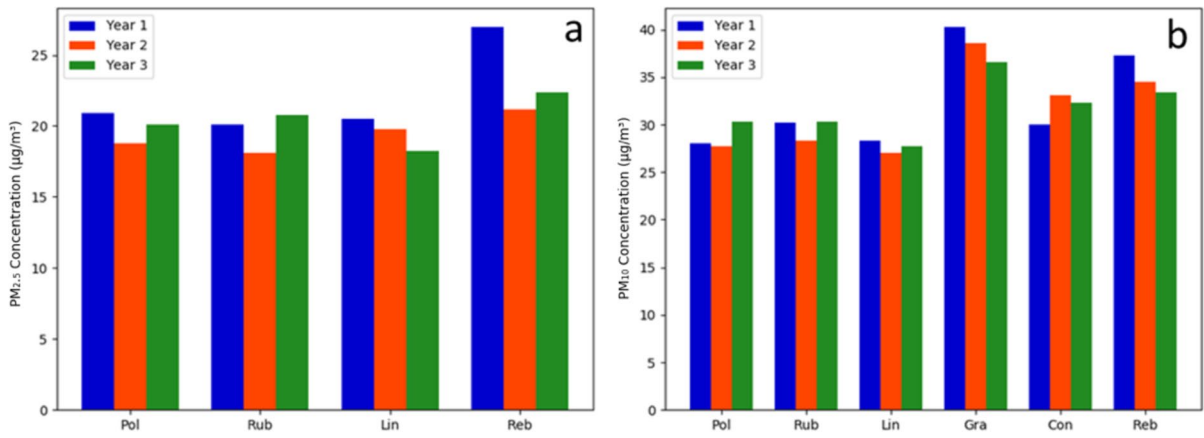 a
Year 1
Year 2
Year 3
PM₂.₅ Concentration (μg/m³)
25
20
15
10
5
0
Pol Rub Lin Reb
b
Year 1
Year 2
Year 3
PM₁₀ Concentration (μg/m³)
40
35
30
25
20
15
10
5
0
Pol Rub Lin Gra Con Reb